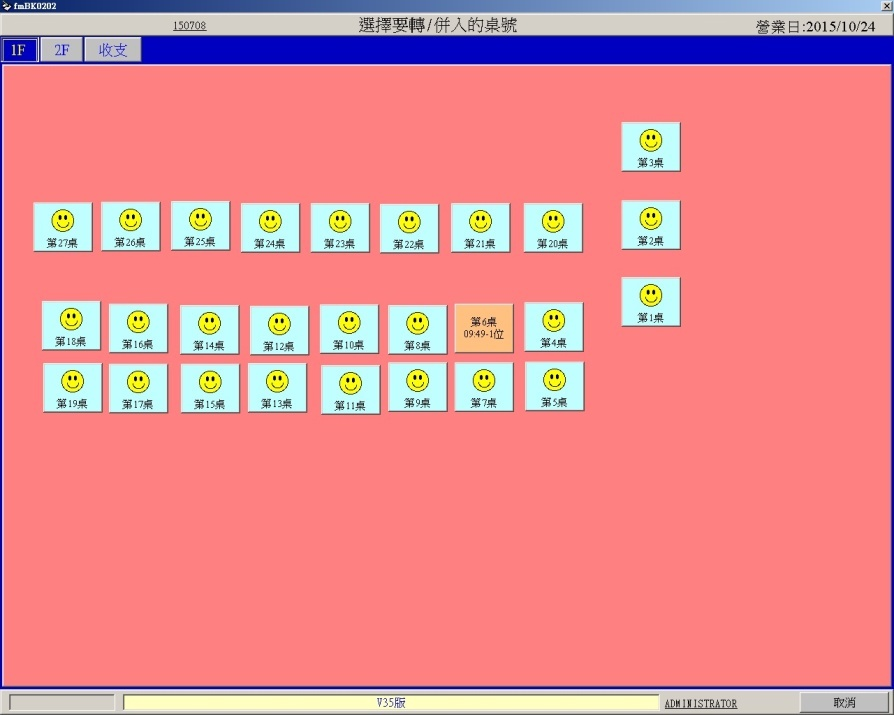 fmBK0202
150708
選擇要轉/併入的桌號
營業日:2015/10/24
1F
2F
收支
第3桌
第27桌
第26桌
第25桌
第24桌
第23桌
第22桌
第21桌
第20桌
第2桌
第1桌
第18桌
第16桌
第14桌
第12桌
第10桌
第8桌
第6桌
09:49-1位
第4桌
第19桌
第17桌
第15桌
第13桌
第11桌
第9桌
第7桌
第5桌
V35版
ADMINISTRATOR
取消